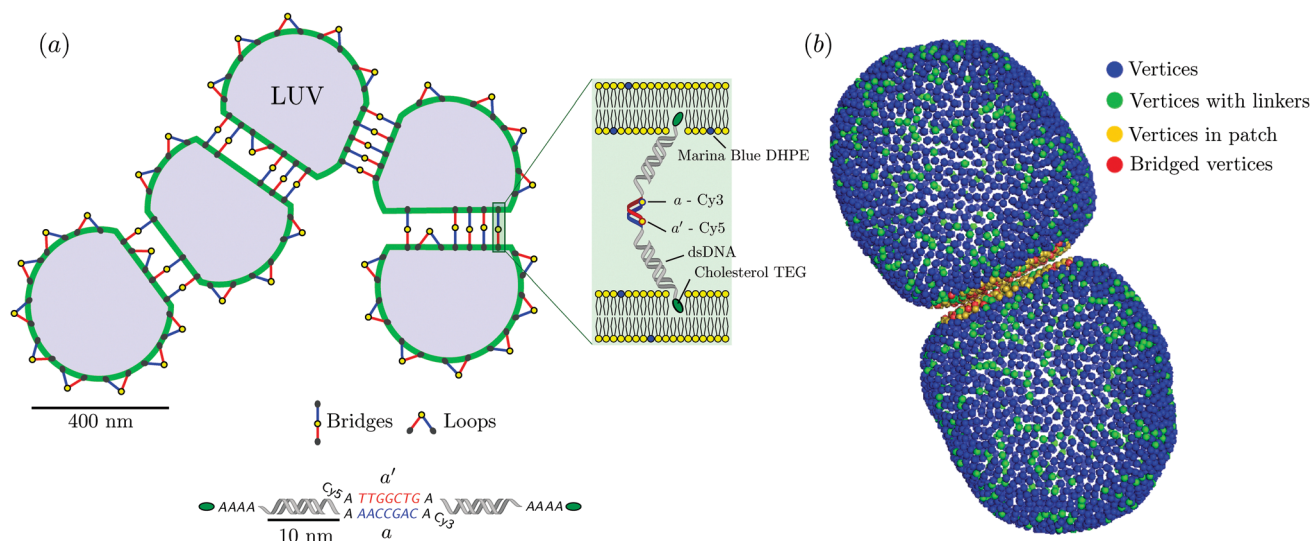 (a)
LUV
Marina Blue DHPE
a - Cy3
a′ - Cy5
dsDNA
Cholesterol TEG
400 nm
Bridges
Loops
a′
Cy5 A TTGGCTG A
AAAA
AAAA
A AACCGAC A Cy3
10 nm
a
(b)
Vertices
Vertices with linkers
Vertices in patch
Bridged vertices